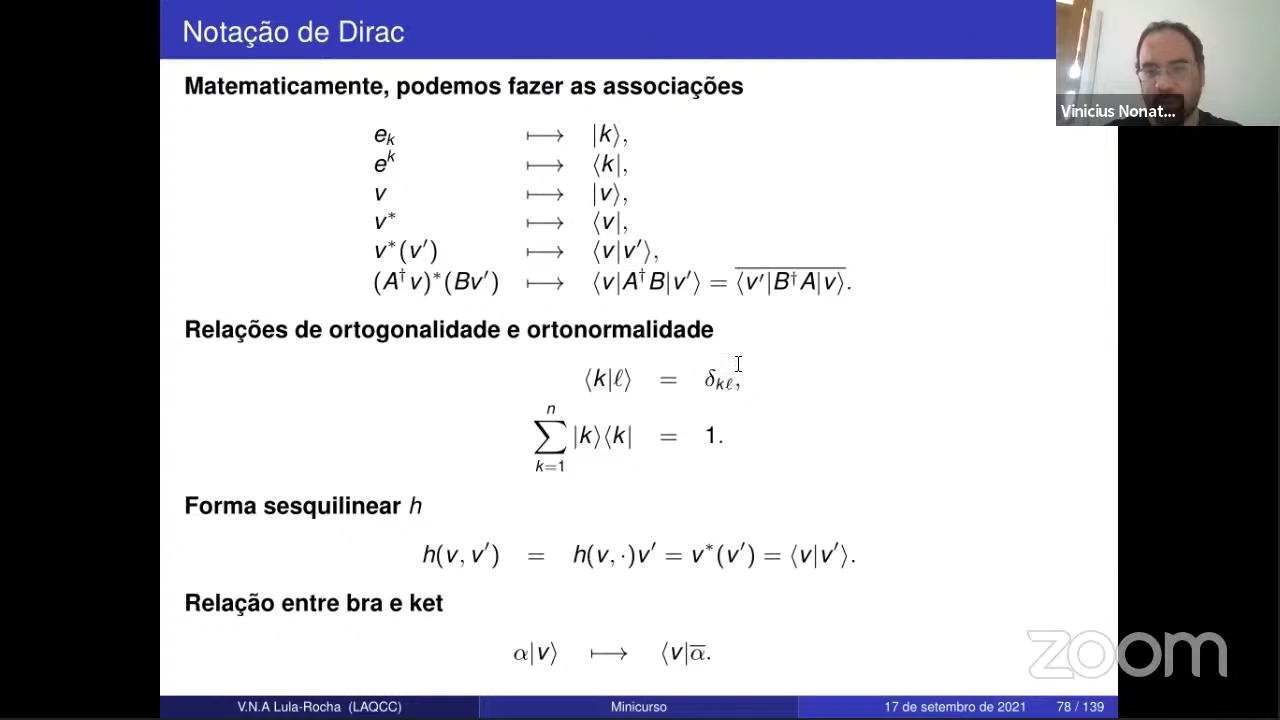 Notação de Dirac
Vinicius Nonat...
Matematicamente, podemos fazer as associações
e_k ⟼ |k⟩,
e^k ⟼ ⟨k|,
v ⟼ |v⟩,
v* ⟼ ⟨v|,
v*(v′) ⟼ ⟨v|v′⟩,
(A†v)*(Bv′) ⟼ ⟨v|A†B|v′⟩ = \overline{⟨v′|B†A|v⟩}.
Relações de ortogonalidade e ortonormalidade
⟨k|ℓ⟩ = δ_{kℓ},
∑_{k=1}^{n} |k⟩⟨k| = 1.
Forma sesquilinear h
h(v, v′) = h(v, ·)v′ = v*(v′) = ⟨v|v′⟩.
Relação entre bra e ket
α|v⟩ ⟼ ⟨v|\overline{α}.
zoom
V.N.A Lula-Rocha (LAQCC) Minicurso 17 de setembro de 2021 78 / 139